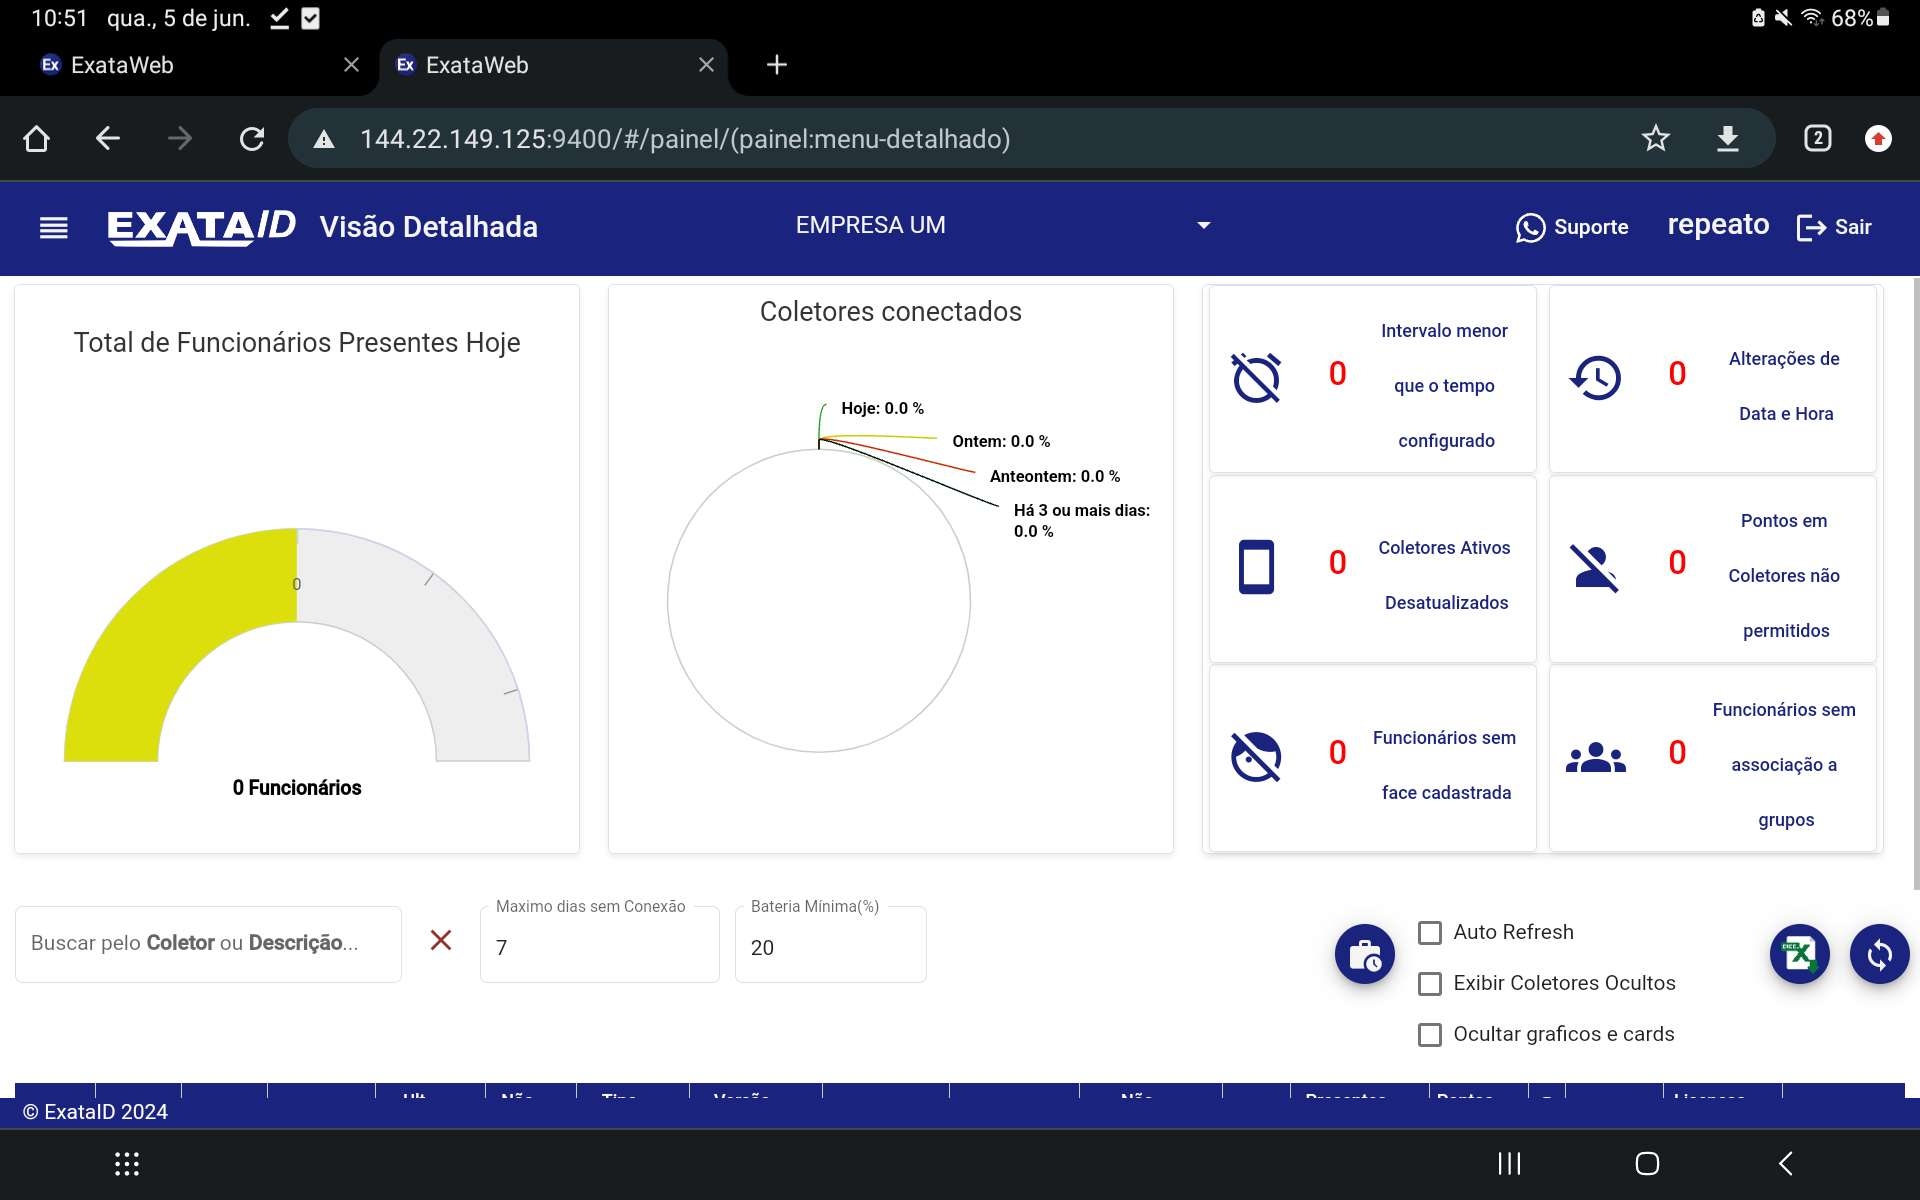 10:51 qua., 5 de jun. 68%
Ex ExataWeb
Ex ExataWeb
144.22.149.125:9400/#/painel/(painel:menu-detalhado)
2
EXATAID Visão Detalhada
EMPRESA UM
Suporte
repeato
Sair
Total de Funcionários Presentes Hoje
0
0 Funcionários
Coletores conectados
Hoje: 0.0 %
Ontem: 0.0 %
Anteontem: 0.0 %
Há 3 ou mais dias:
0.0 %
0
Intervalo menor
que o tempo
configurado
0
Alterações de
Data e Hora
0
Coletores Ativos
Desatualizados
0
Pontos em
Coletores não
permitidos
0
Funcionários sem
face cadastrada
0
Funcionários sem
associação a
grupos
Buscar pelo Coletor ou Descrição...
Maximo dias sem Conexão
7
Bateria Mínima(%)
20
Auto Refresh
Exibir Coletores Ocultos
Ocultar graficos e cards
© ExataID 2024